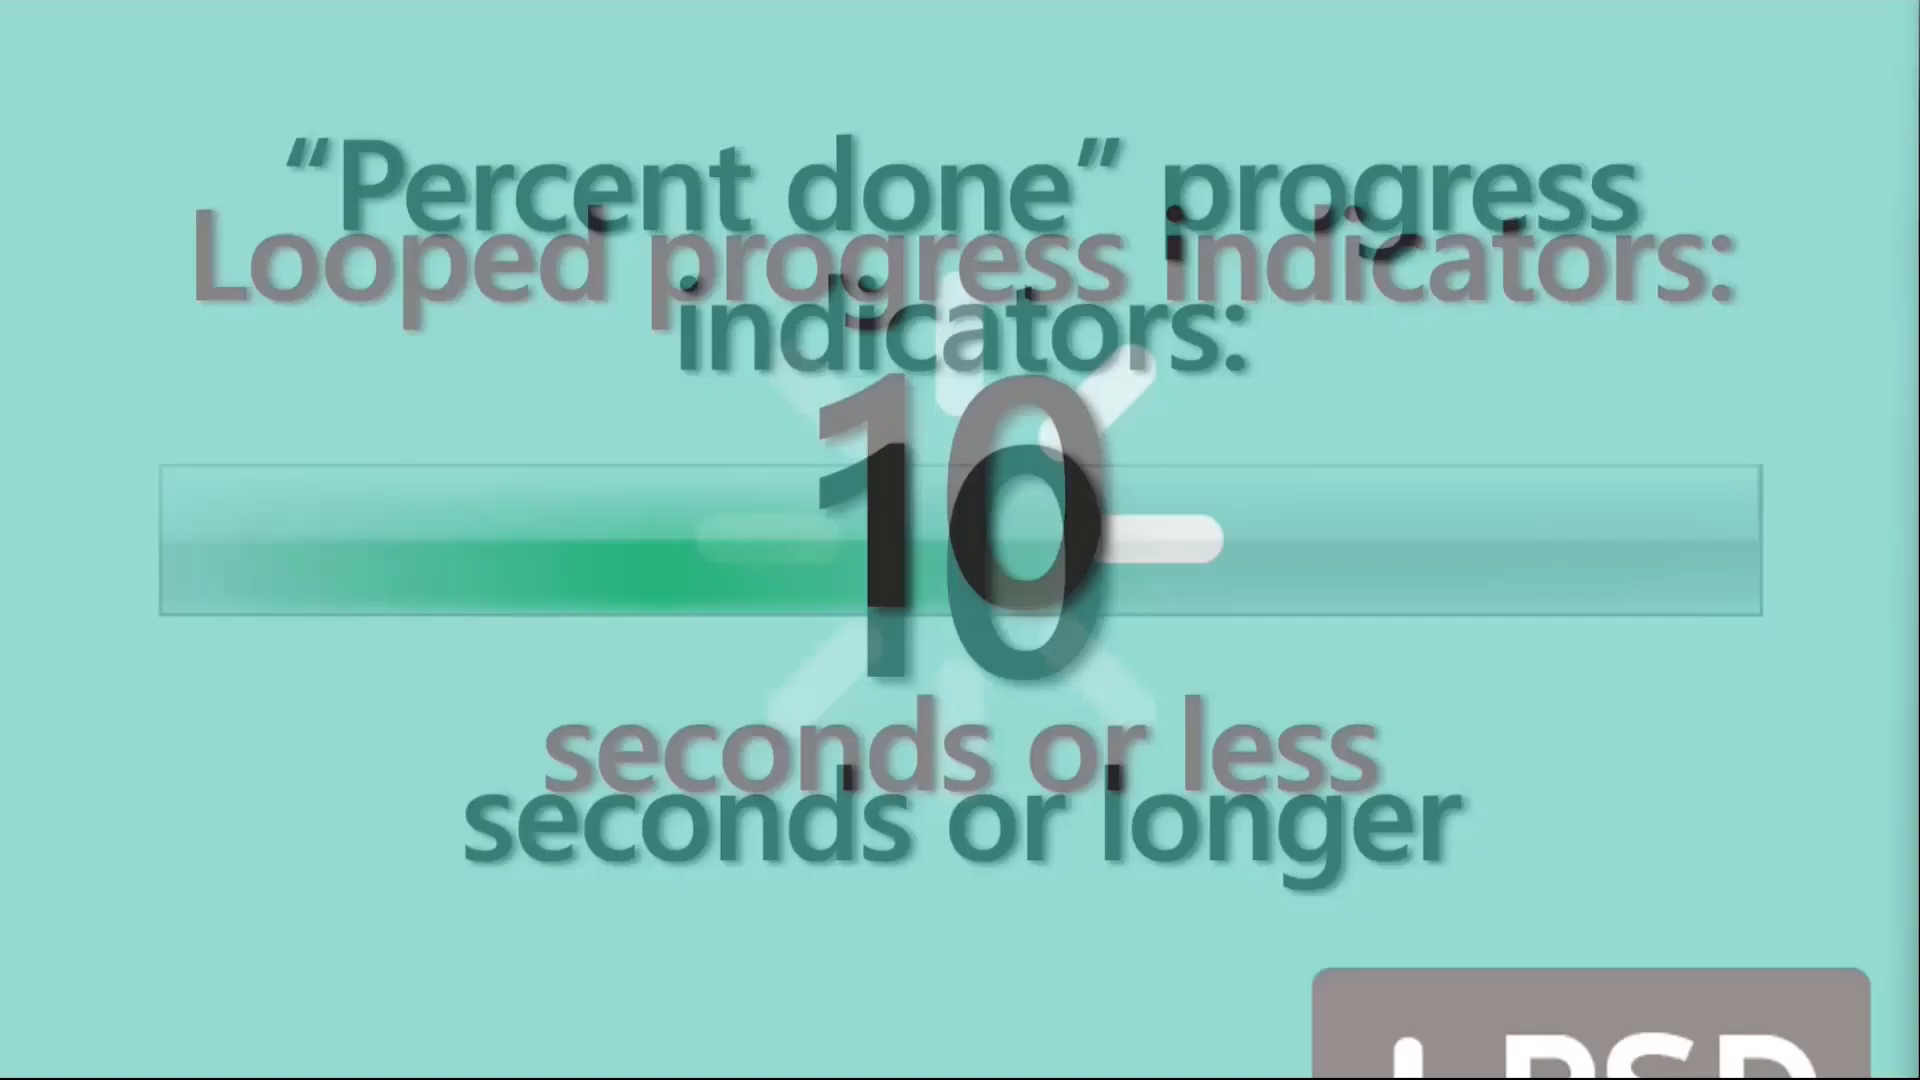 “Percent done” progress
indicators:
10
seconds or longer
Looped progress indicators:
10
seconds or less